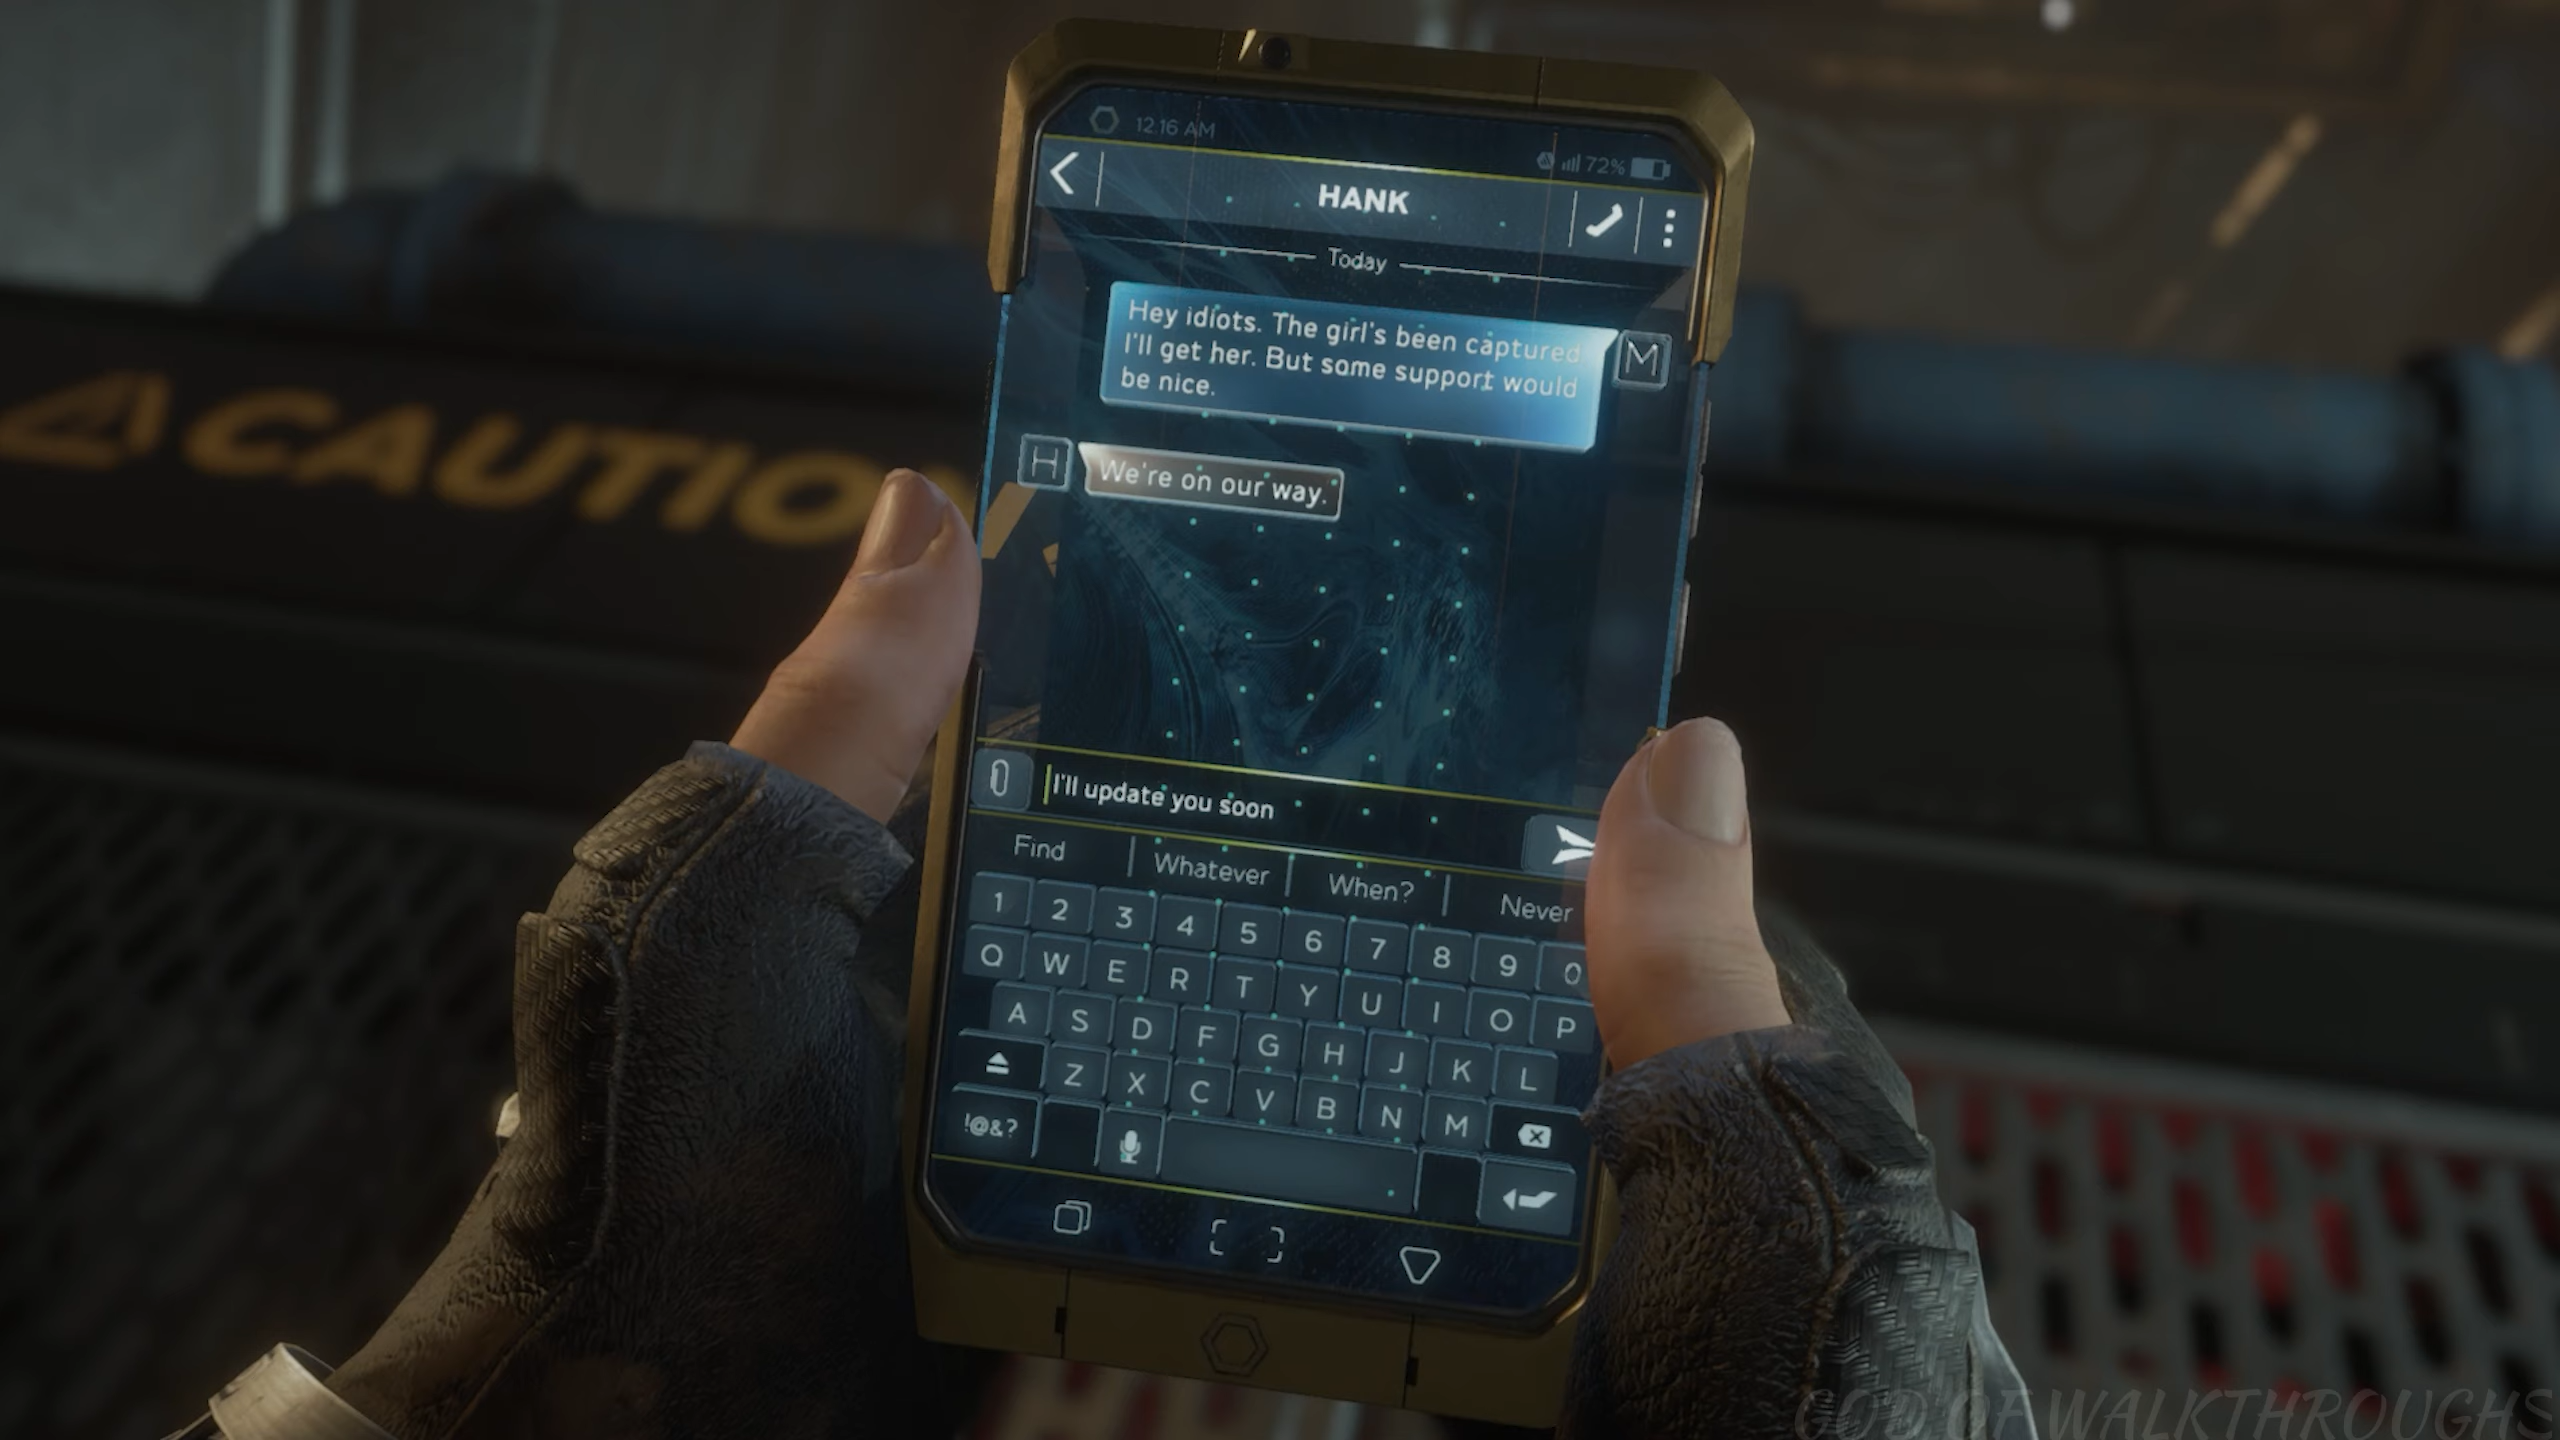 12:16 AM
72%
HANK
Today
Hey idiots. The girl's been captured
I'll get her. But some support would
be nice.
M
H
We're on our way.
CAUTIO
I'll update you soon
Find Whatever When? Never
1 2 3 4 5 6 7 8 9 0
Q W E R T Y U I O P
A S D F G H J K L
Z X C V B N M
!@&?
GOD OF WALKTHROUGHS